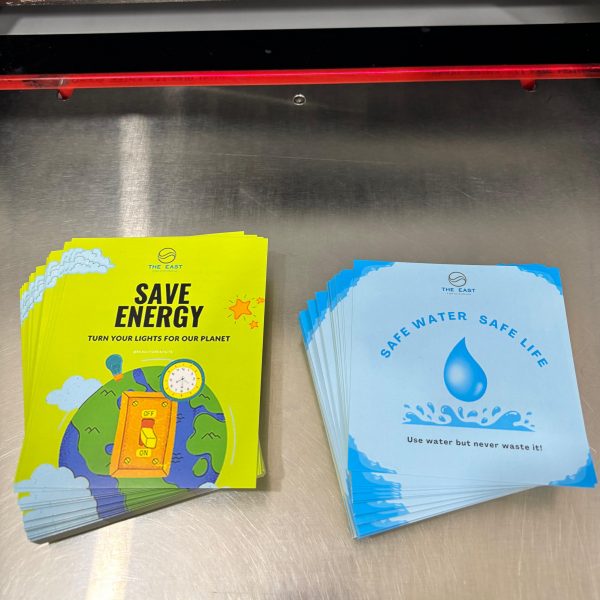 THE EAST
SAVE
ENERGY
TURN YOUR LIGHTS FOR OUR PLANET
OFF
ON
THE EAST
SAFE WATER SAFE LIFE
Use water but never waste it!